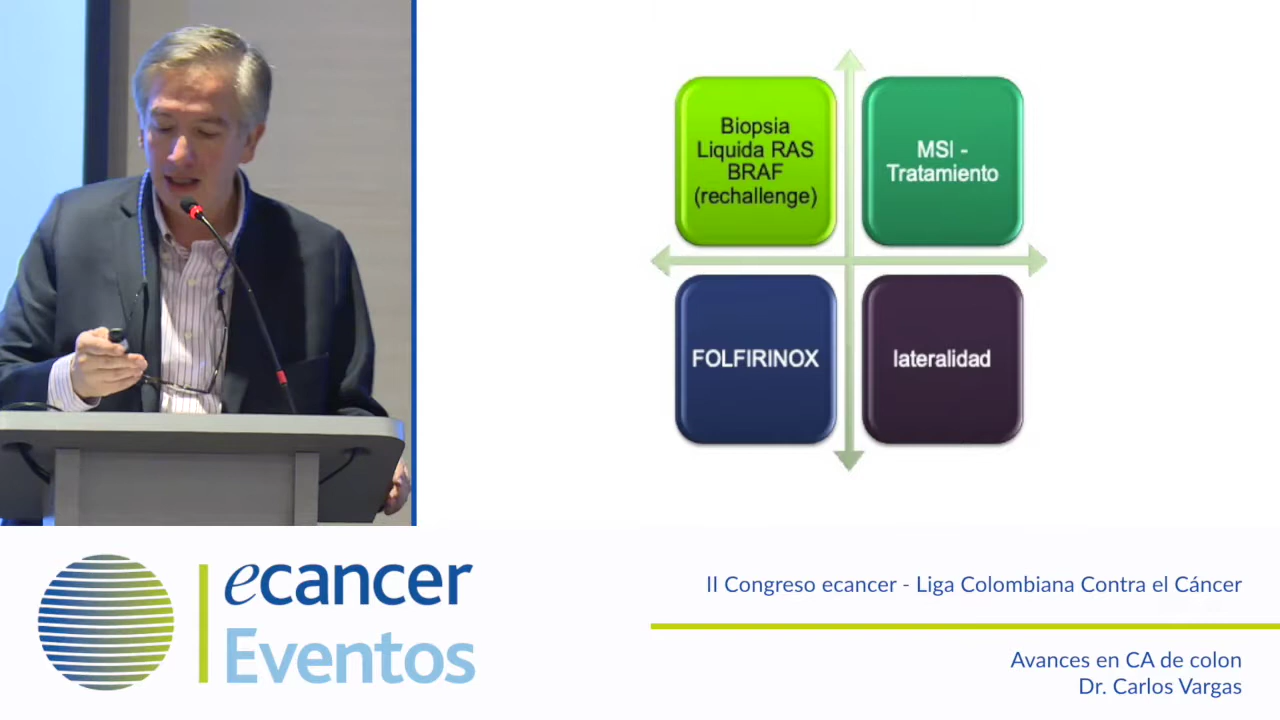 Biopsia
Liquida RAS
BRAF
(rechallenge)
MSI -
Tratamiento
FOLFIRINOX
lateralidad
ecancer
Eventos
II Congreso ecancer - Liga Colombiana Contra el Cáncer
Avances en CA de colon
Dr. Carlos Vargas